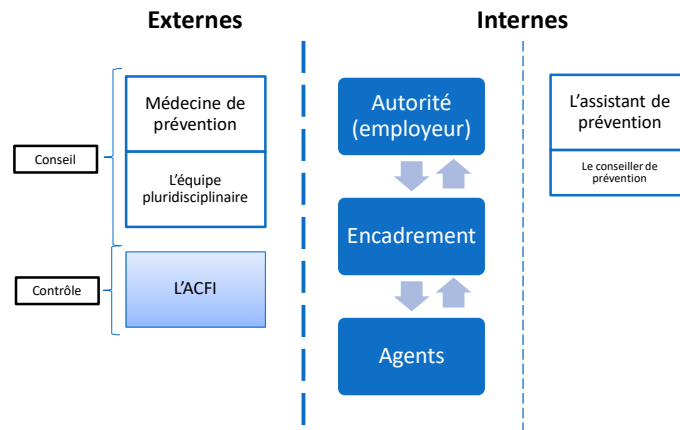 Externes
Internes
Conseil
Médecine de
prévention
L'équipe
pluridisciplinaire
Contrôle
L'ACFI
Autorité
(employeur)
Encadrement
Agents
L'assistant de
prévention
Le conseiller de
prévention